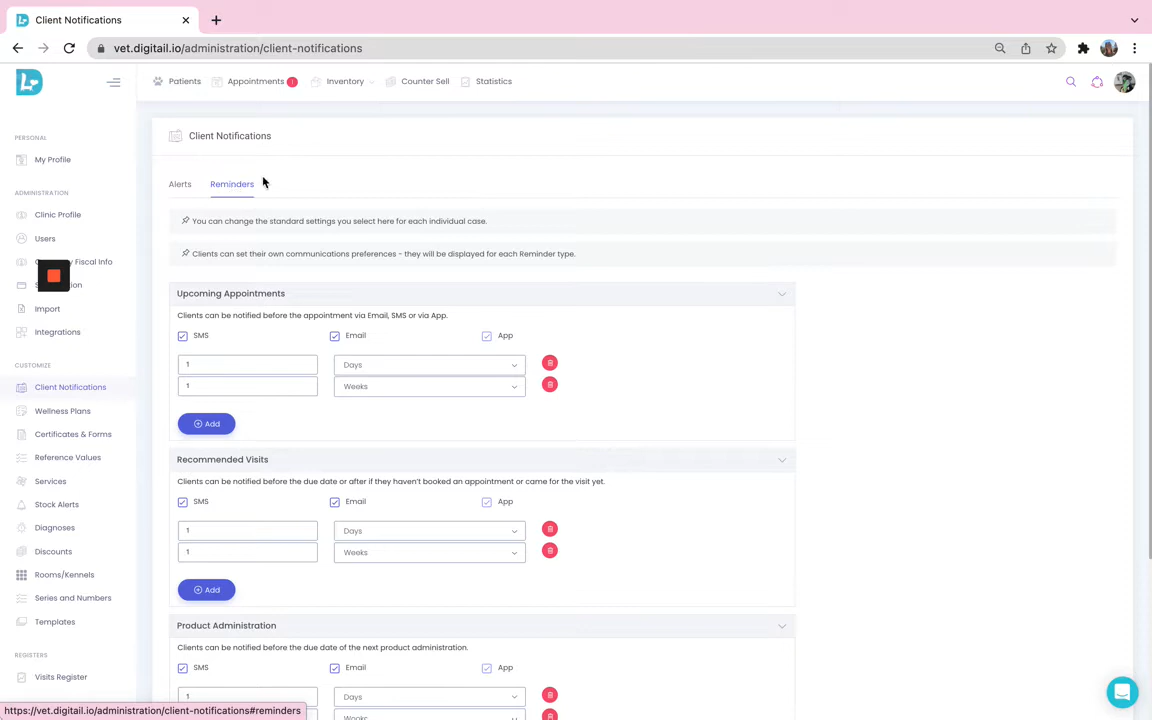 Client Notifications
vet.digitail.io/administration/client-notifications
Patients
Appointments
!
Inventory
Counter Sell
Statistics
PERSONAL
My Profile
ADMINISTRATION
Clinic Profile
Users
Fiscal Info
Import
Integrations
CUSTOMIZE
Client Notifications
Wellness Plans
Certificates & Forms
Reference Values
Services
Stock Alerts
Diagnoses
Discounts
Rooms/Kennels
Series and Numbers
Templates
REGISTERS
Visits Register
Client Notifications
Alerts
Reminders
You can change the standard settings you select here for each individual case.
Clients can set their own communications preferences - they will be displayed for each Reminder type.
Upcoming Appointments
Clients can be notified before the appointment via Email, SMS or via App.
SMS
Email
App
1
Days
1
Weeks
Add
Recommended Visits
Clients can be notified before the due date or after if they haven't booked an appointment or came for the visit yet.
SMS
Email
App
1
Days
1
Weeks
Add
Product Administration
Clients can be notified before the due date of the next product administration.
SMS
Email
App
1
Days
Weeks
https://vet.digitail.io/administration/client-notifications#reminders